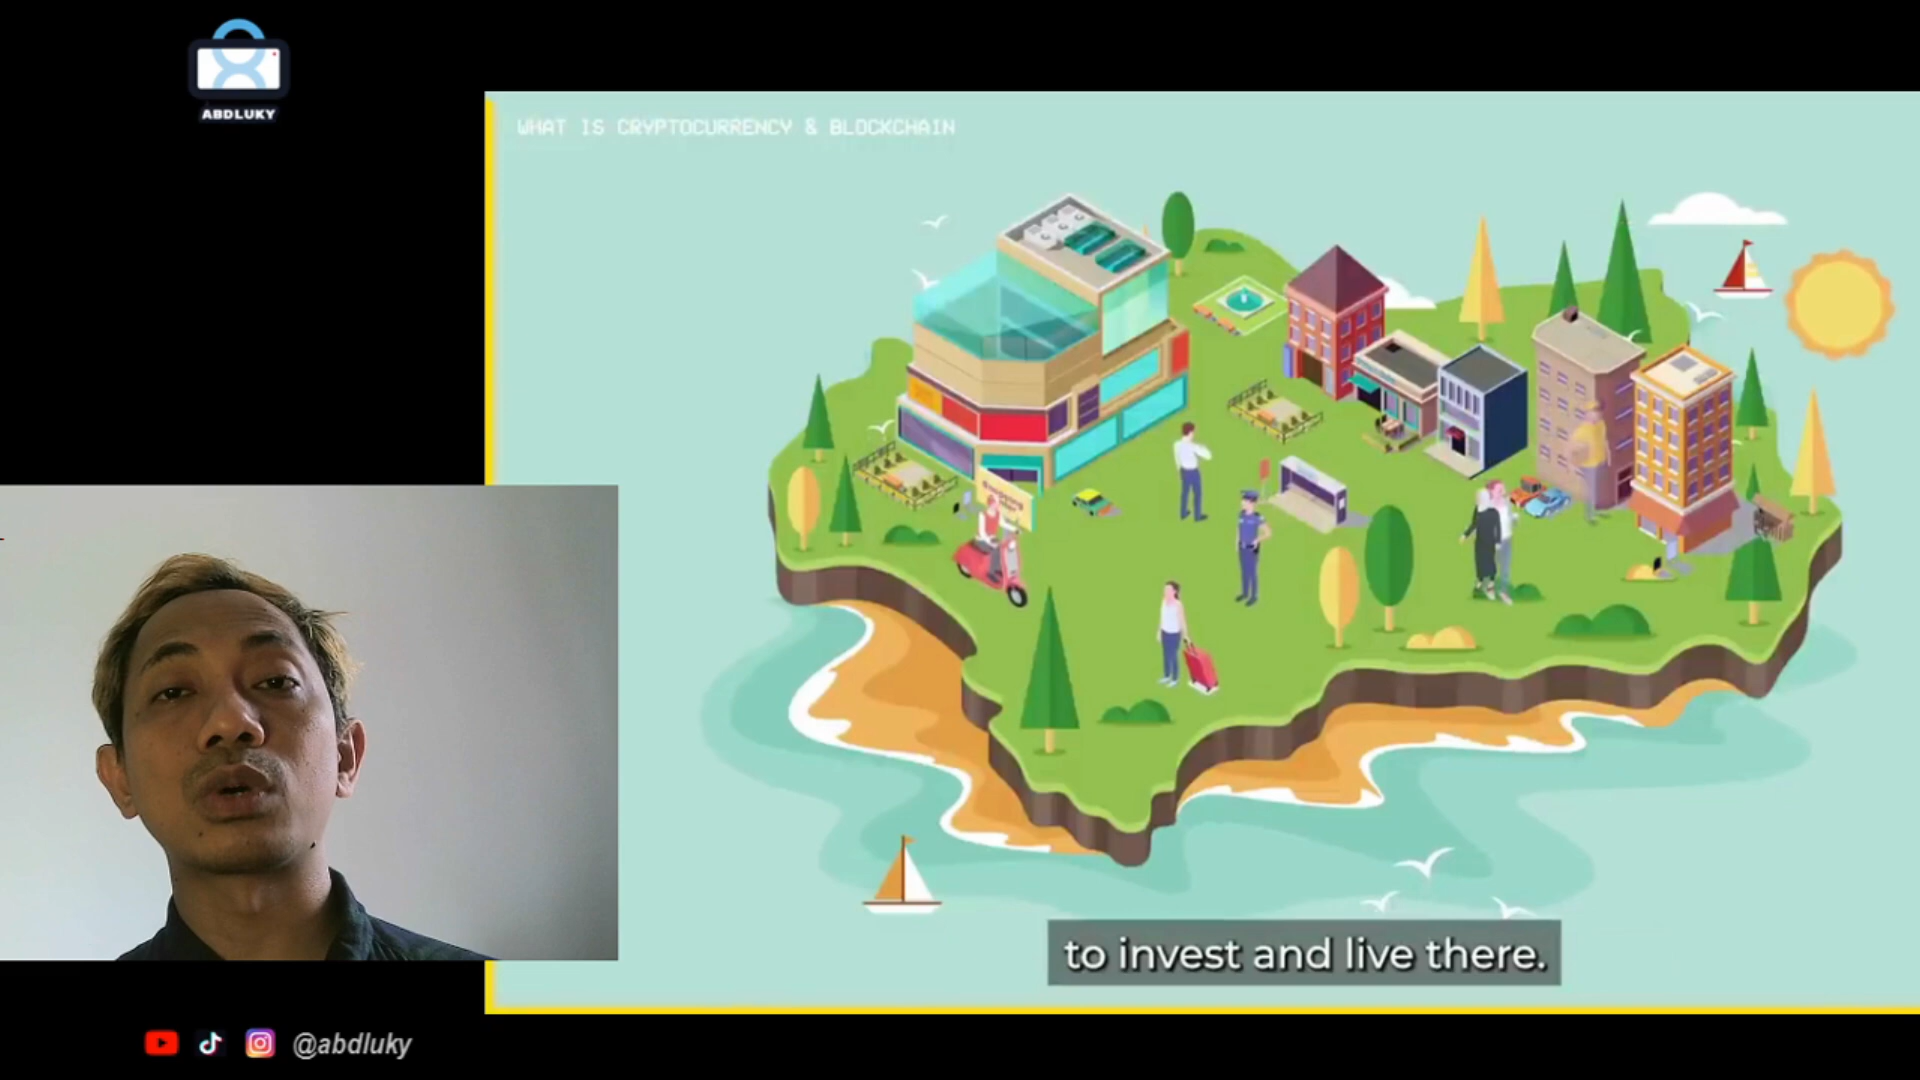 ABDLUKY
WHAT IS CRYPTOCURRENCY & BLOCKCHAIN
to invest and live there.
@abdluky